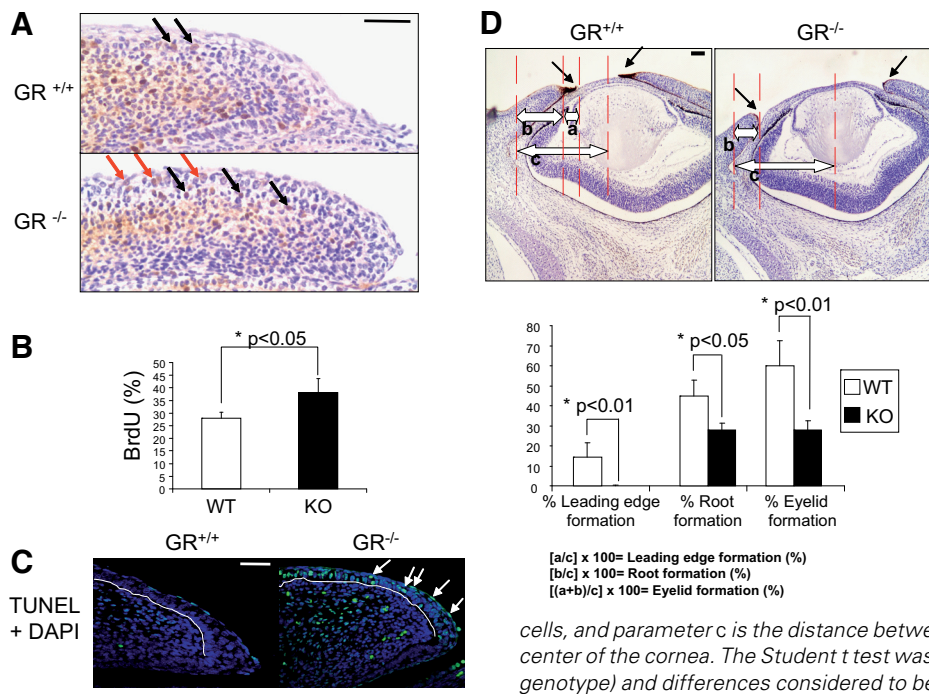 A
GR +/+
GR -/-
B
* p<0.05
BrdU (%)
50
45
40
35
30
25
20
15
10
5
0
WT
KO
C
GR+/+
GR-/-
TUNEL
+ DAPI
D
GR+/+
GR-/-
b
a
c
b
c
* p<0.01
* p<0.05
* p<0.01
80
70
60
50
40
30
20
10
0
WT
KO
% Leading edge
formation
% Root
formation
% Eyelid
formation
[a/c] x 100= Leading edge formation (%)
[b/c] x 100= Root formation (%)
[(a+b)/c] x 100= Eyelid formation (%)
cells, and parameter c is the distance betwe
center of the cornea. The Student t test was
genotype) and differences considered to be